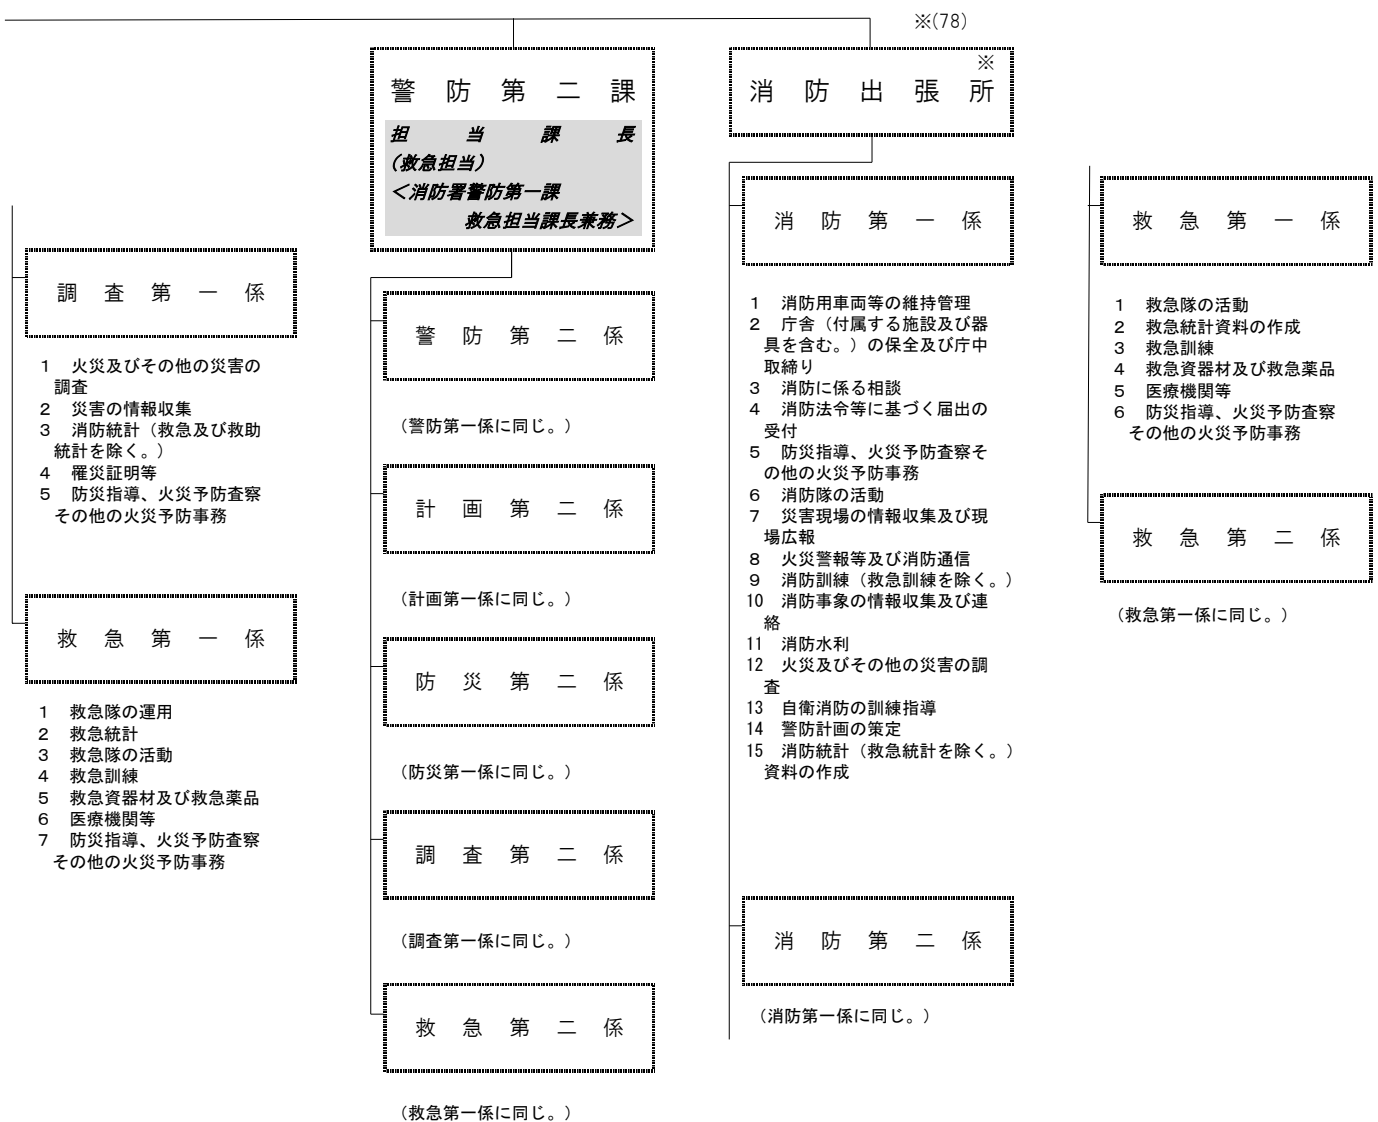 ※(78)
警防第二課
担当課長
(救急担当)
＜消防署警防第一課
救急担当課長兼務＞
※
消防出張所
調査第一係
1 火災及びその他の災害の
調査
2 災害の情報収集
3 消防統計（救急及び救助
統計を除く。）
4 罹災証明等
5 防災指導、火災予防査察
その他の火災予防事務
救急第一係
1 救急隊の運用
2 救急統計
3 救急隊の活動
4 救急訓練
5 救急資器材及び救急薬品
6 医療機関等
7 防災指導、火災予防査察
その他の火災予防事務
警防第二係
(警防第一係に同じ。)
計画第二係
(計画第一係に同じ。)
防災第二係
(防災第一係に同じ。)
調査第二係
(調査第一係に同じ。)
救急第二係
(救急第一係に同じ。)
消防第一係
1 消防用車両等の維持管理
2 庁舎（付属する施設及び器
具を含む。）の保全及び庁中
取締り
3 消防に係る相談
4 消防法令等に基づく届出の
受付
5 防災指導、火災予防査察そ
の他の火災予防事務
6 消防隊の活動
7 災害現場の情報収集及び現
場広報
8 火災警報等及び消防通信
9 消防訓練（救急訓練を除く。）
10 消防事象の情報収集及び連
絡
11 消防水利
12 火災及びその他の災害の調
査
13 自衛消防の訓練指導
14 警防計画の策定
15 消防統計（救急統計を除く。）
資料の作成
消防第二係
(消防第一係に同じ。)
救急第一係
1 救急隊の活動
2 救急統計資料の作成
3 救急訓練
4 救急資器材及び救急薬品
5 医療機関等
6 防災指導、火災予防査察
その他の火災予防事務
救急第二係
(救急第一係に同じ。)